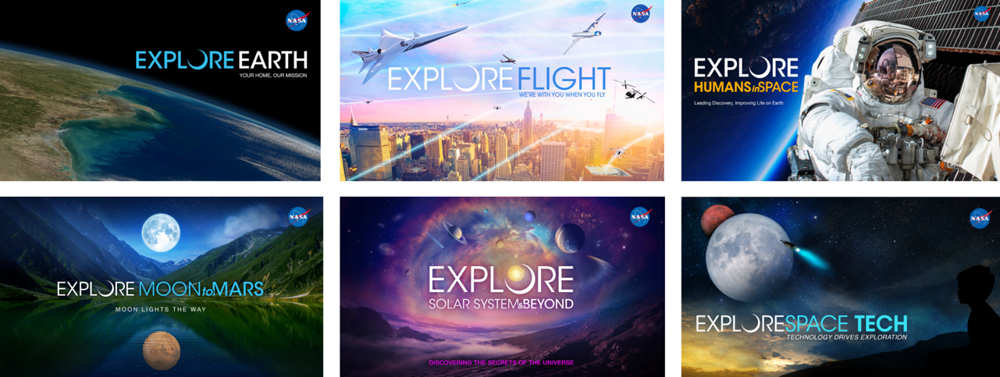 NASA
EXPLORE EARTH
YOUR HOME, OUR MISSION
NASA
EXPLORE FLIGHT
WE'RE WITH YOU WHEN YOU FLY
NASA
EXPLORE
HUMANS in SPACE
Leading Discovery, Improving Life on Earth
NASA
EXPLORE MOON to MARS
MOON LIGHTS THE WAY
NASA
EXPLORE
SOLAR SYSTEM & BEYOND
DISCOVERING THE SECRETS OF THE UNIVERSE
NASA
EXPLORE SPACE TECH
TECHNOLOGY DRIVES EXPLORATION